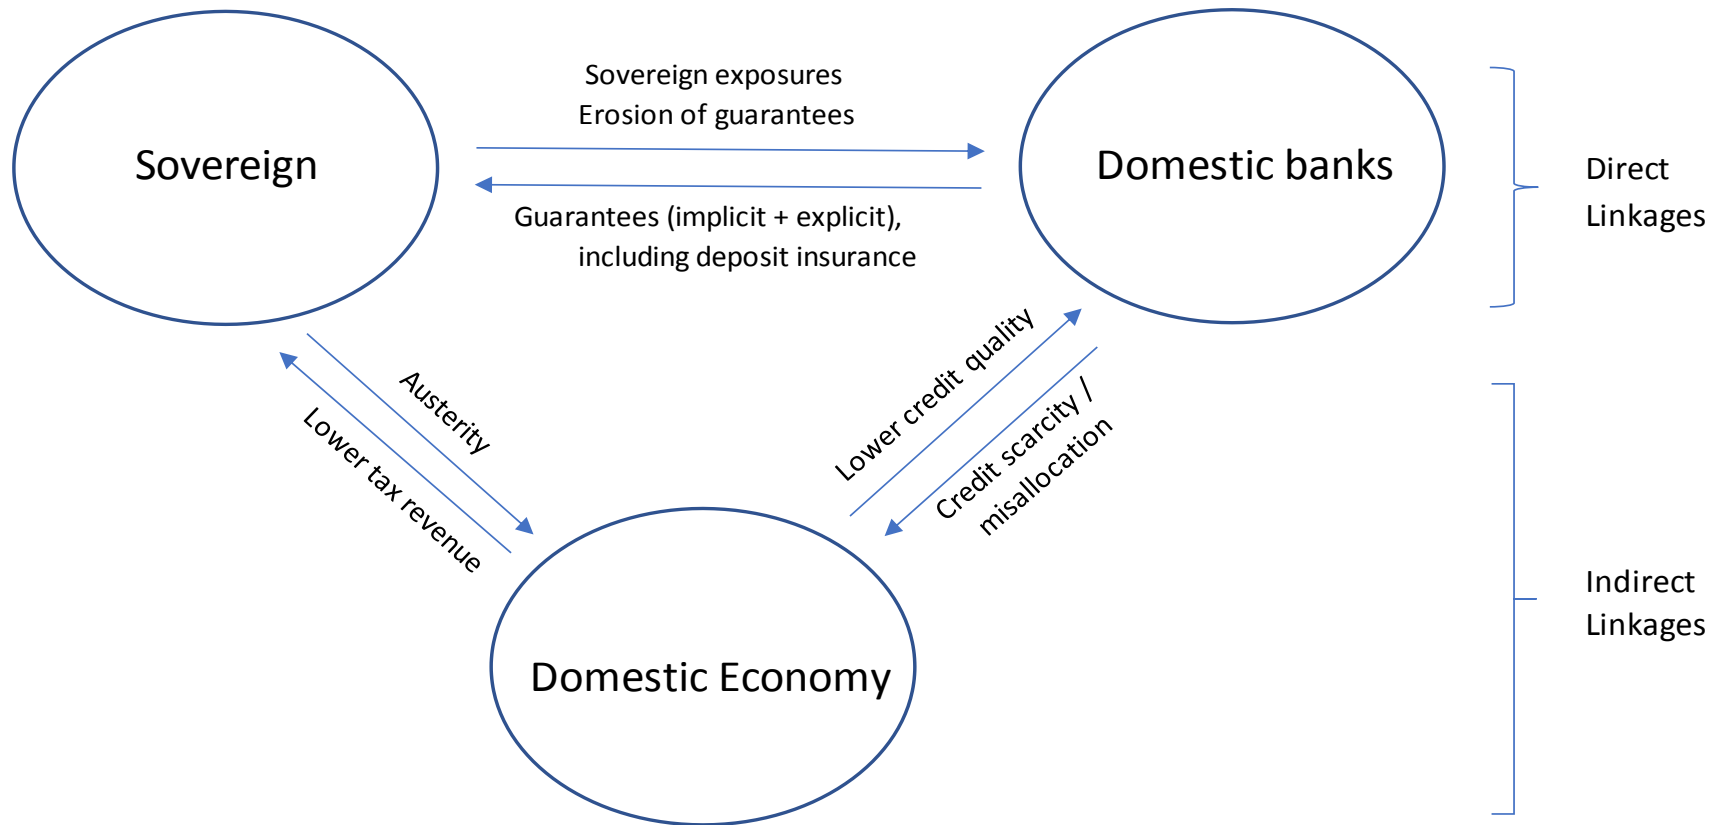 Sovereign exposures
Erosion of guarantees
Sovereign
Domestic banks
Direct
Linkages
Guarantees (implicit + explicit),
including deposit insurance
Austerity
Lower tax revenue
Lower credit quality
Credit scarcity /
misallocation
Indirect
Linkages
Domestic Economy